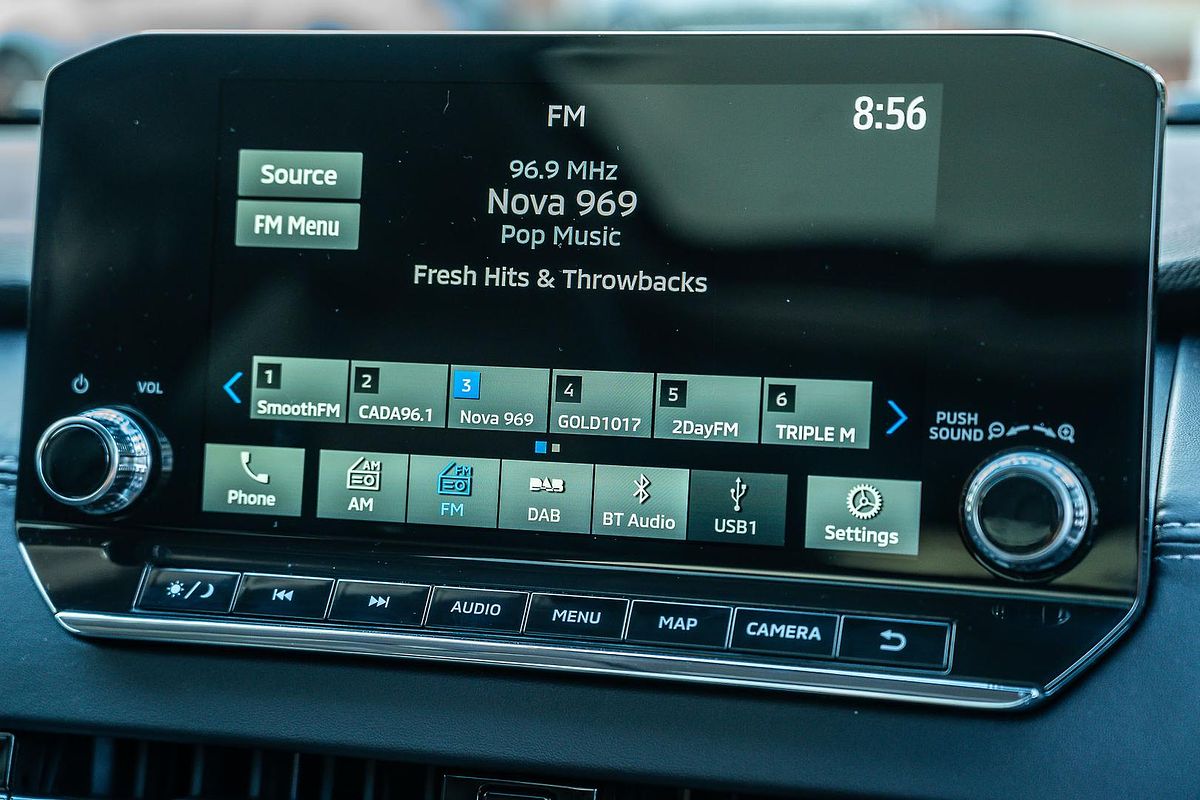 FM
8:56
Source
FM Menu
96.9 MHz
Nova 969
Pop Music
Fresh Hits & Throwbacks
VOL
1
SmoothFM
2
CADA96.1
3
Nova 969
4
GOLD1017
5
2DayFM
6
TRIPLE M
PUSH
SOUND
Phone
AM
AM
FM
FM
DAB
DAB
BT Audio
USB1
Settings
AUDIO
MENU
MAP
CAMERA